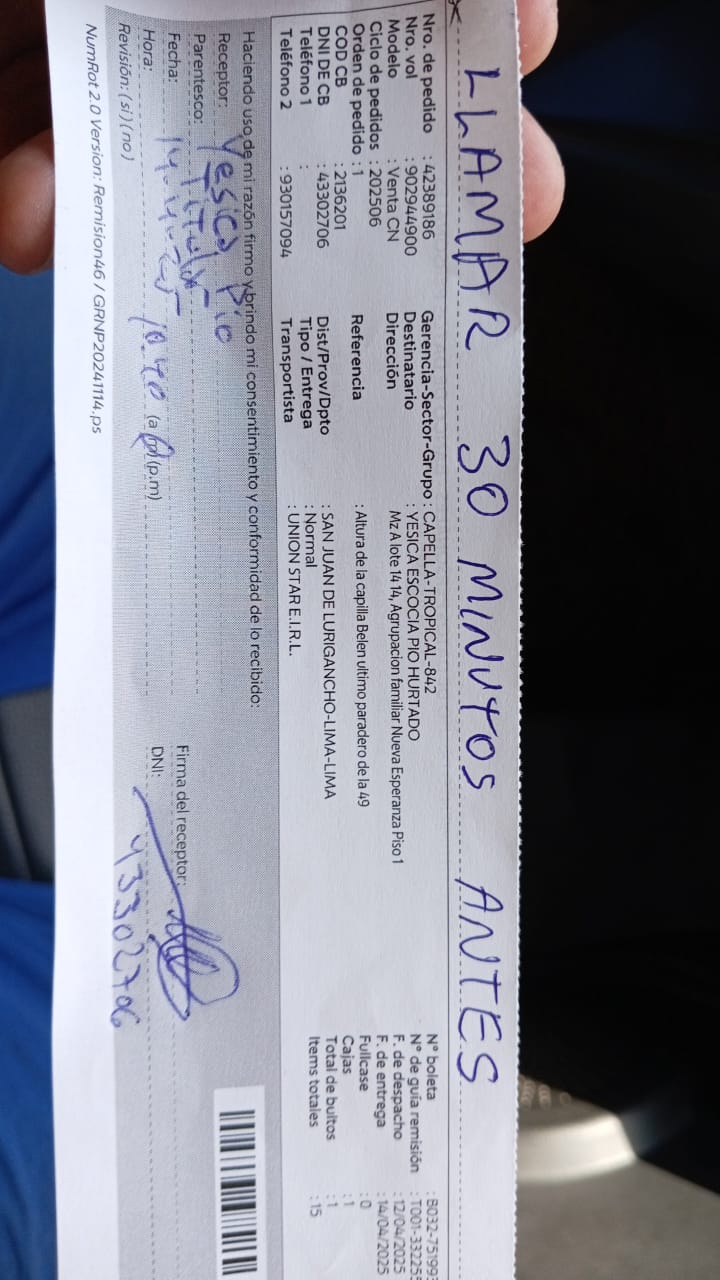 LLAMAR 30 MINUTOS ANTES
Nro. de pedido : 42389186
Nro. vol : 902944900
Modelo : Venta CN
Ciclo de pedidos : 202506
Orden de pedido : 1
COD CB : 2136201
DNI DE CB : 43302706
Teléfono 1 :
Teléfono 2 : 930157094
Gerencia-Sector-Grupo : CAPELLA-TROPICAL-842
Destinatario : YESICA ESCOCIA PIO HURTADO
Dirección Mz A lote 14 14, Agrupacion familiar Nueva Esperanza Piso 1
Referencia : Altura de la capilla Belen ultimo paradero de la 49
Dist/Prov/Dpto : SAN JUAN DE LURIGANCHO-LIMA-LIMA
Tipo / Entrega : Normal
Transportista : UNION STAR E.I.R.L.
N° boleta : B032-75199
N° de guía remisión : T001-33225
F. de despacho : 12/04/2025
F. de entrega : 14/04/2025
Fullcase : 0
Cajas : 1
Total de bultos : 1
Items totales : 15
Haciendo uso de mi razón firmo y brindo mi consentimiento y conformidad de lo recibido:
Receptor: Yesica Pio
Parentesco: Titular
Fecha: 14-4-25
Hora: 10.40 (a.m) (p.m)
Revisión: (si) (no)
Firma del receptor:
DNI: 43302706
NumRot 2.0 Version: Remision46 / GRNP20241114.ps